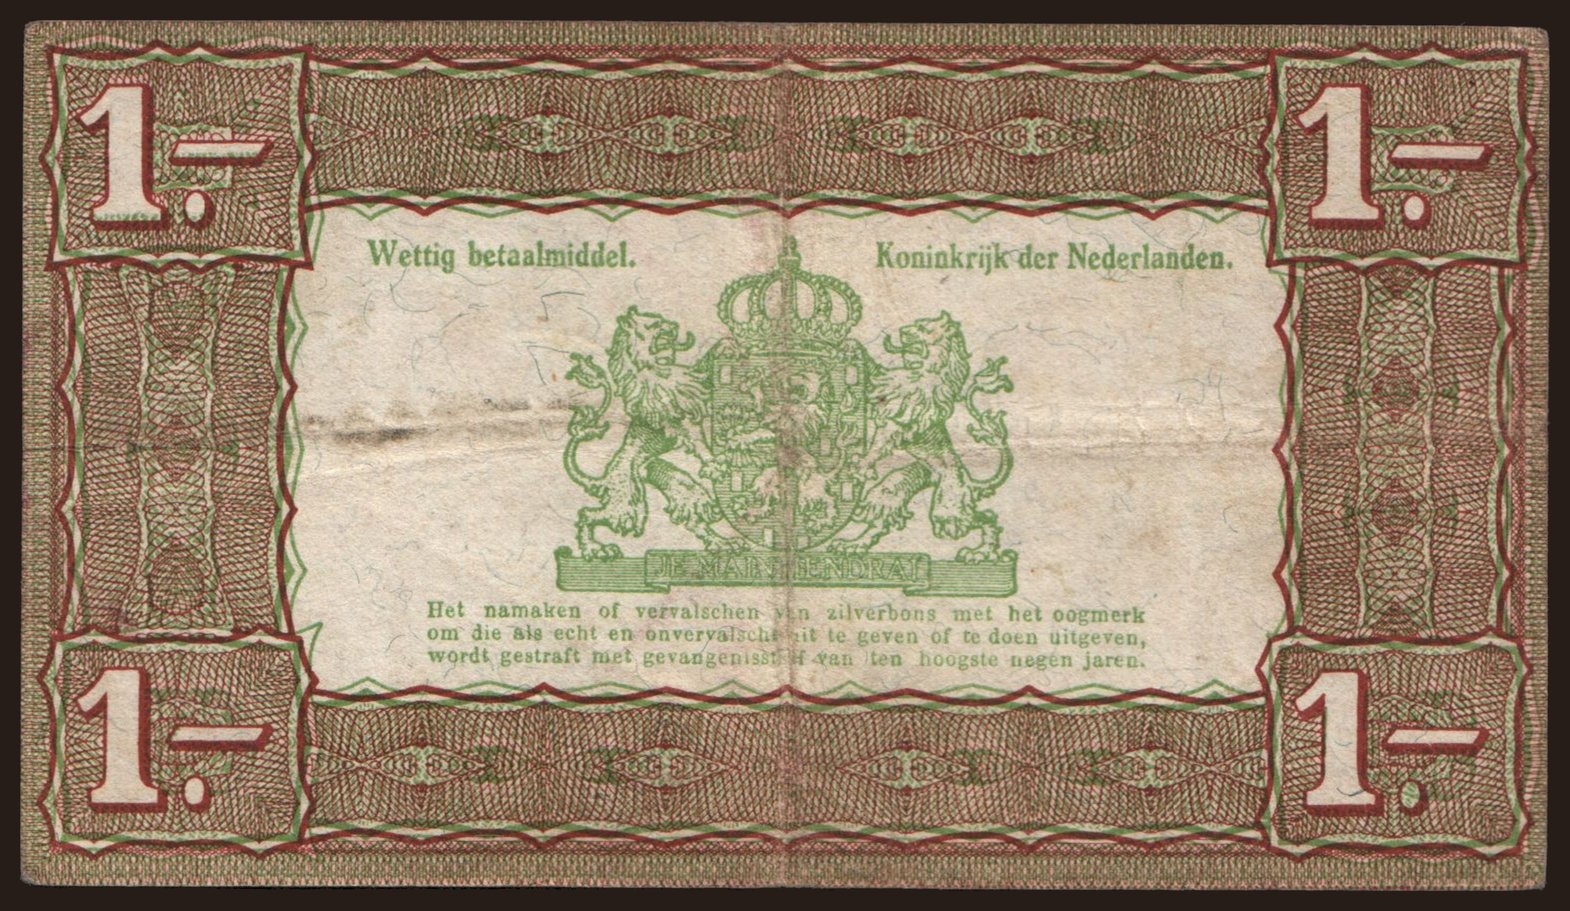 1.- 1.-
Wettig betaalmiddel. Koninkrijk der Nederlanden.
JE MAINTIENDRAI
Het namaken of vervalschen van zilverbons met het oogmerk
om die als echt en onvervalscht uit te geven of te doen uitgeven,
wordt gestraft met gevangenisstraf van ten hoogste negen jaren.
1.- 1.-